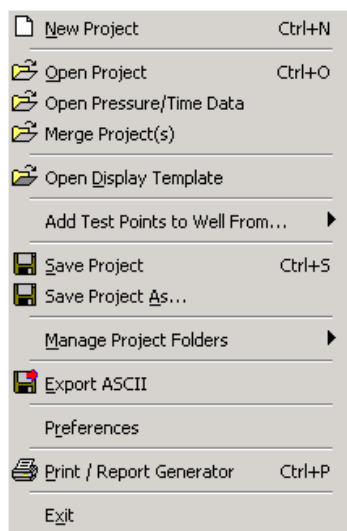 New Project Ctrl+N
Open Project Ctrl+O
Open Pressure/Time Data
Merge Project(s)
Open Display Template
Add Test Points to Well From...
Save Project Ctrl+S
Save Project As...
Manage Project Folders
Export ASCII
Preferences
Print / Report Generator Ctrl+P
Exit